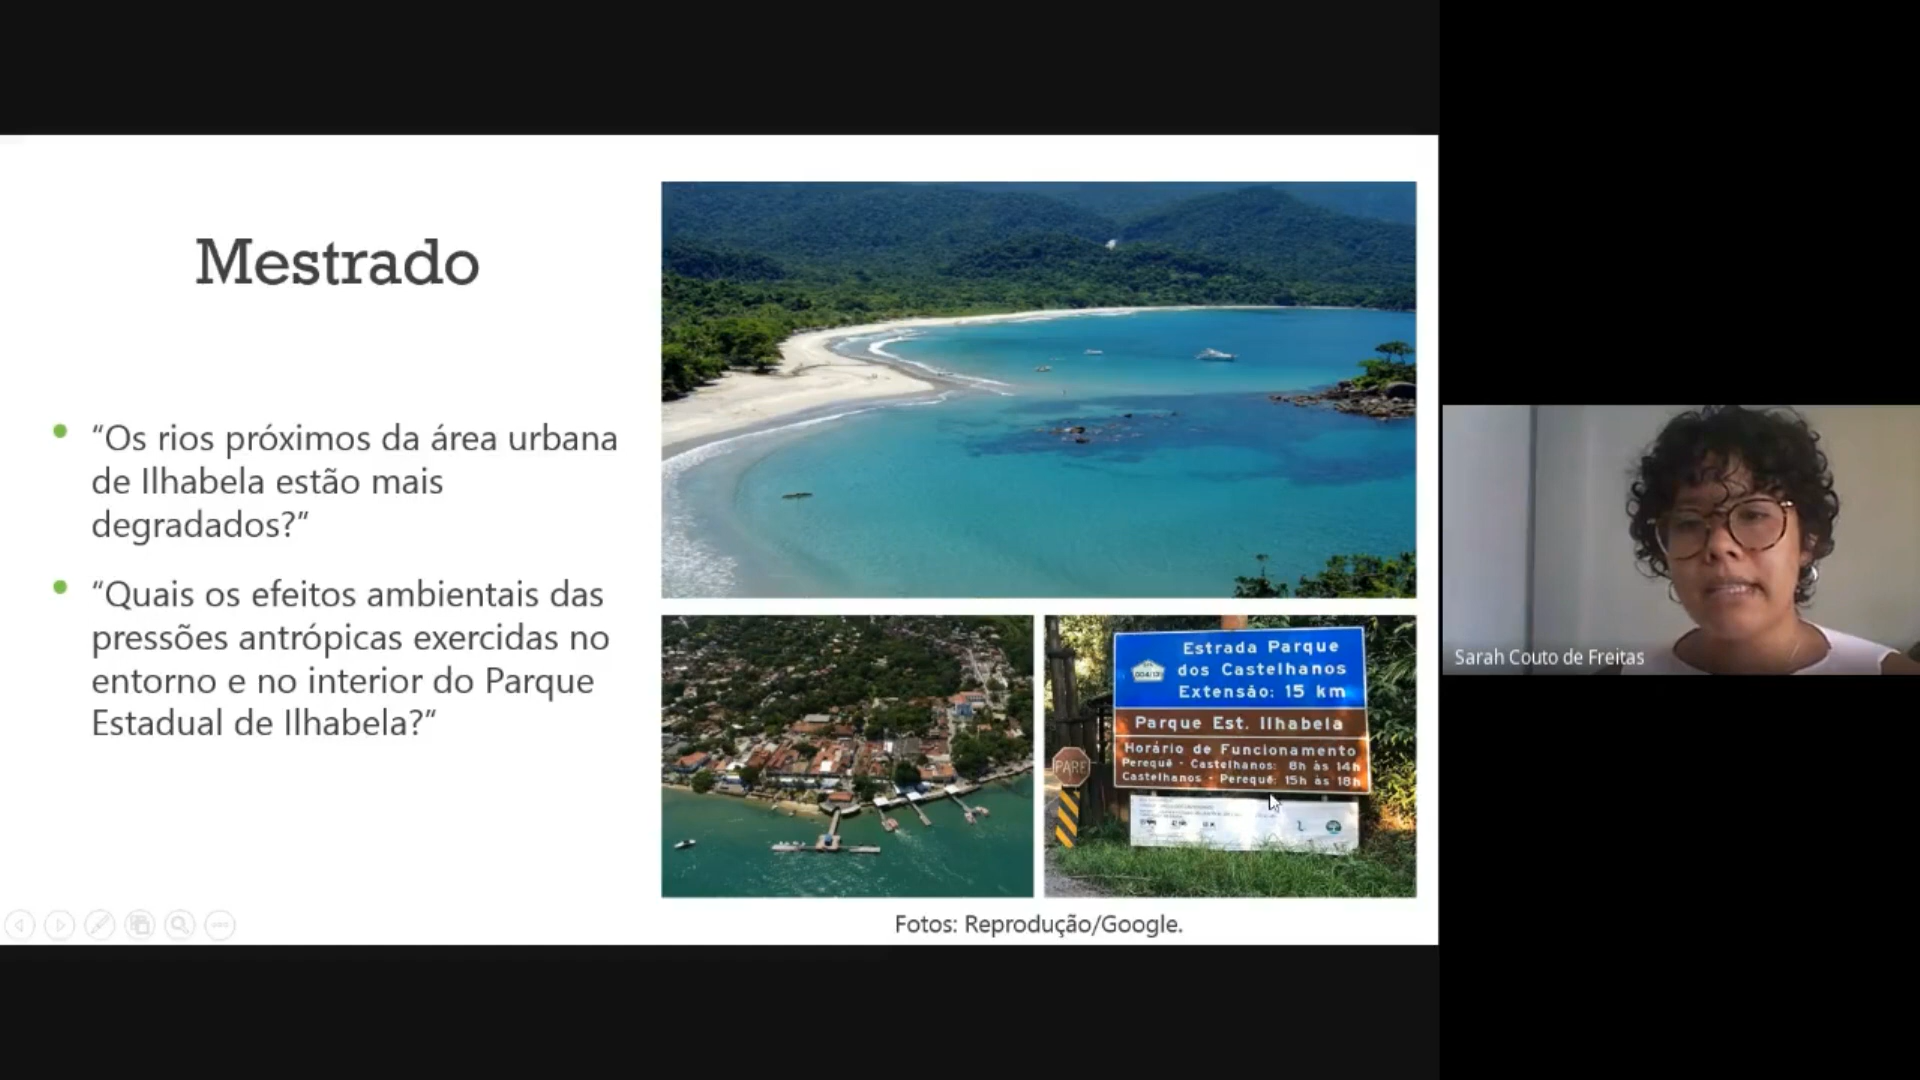 Mestrado
“Os rios próximos da área urbana
de Ilhabela estão mais
degradados?”
“Quais os efeitos ambientais das
pressões antrópicas exercidas no
entorno e no interior do Parque
Estadual de Ilhabela?”
Estrada Parque
dos Castelhanos
Extensão: 15 km
Parque Est. Ilhabela
Horário de Funcionamento
Perequê - Castelhanos: 8h às 14h
Castelhanos - Perequê: 15h às 18h
PARE
Fotos: Reprodução/Google.
Sarah Couto de Freitas